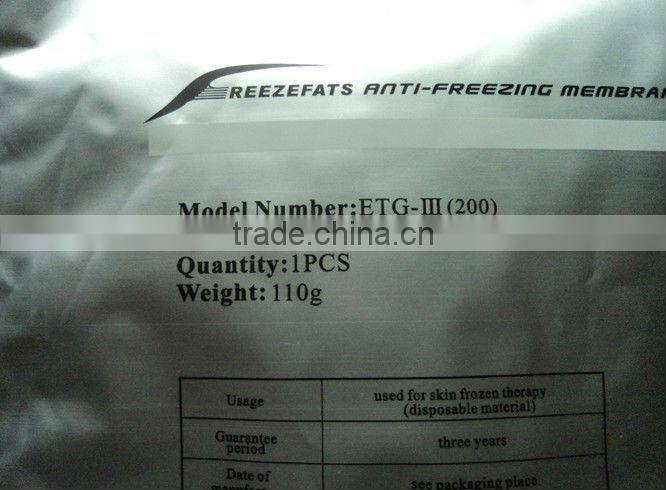 FREEZEFATS ANTI-FREEZING
Model Number:ETG-III(200)
trade.china.cn
Quantity:1PCS
Weight: 110g
Usage
used for skin frozen therapy
(disposable material)
Guarantee
period
three years
Date of
see packaging place